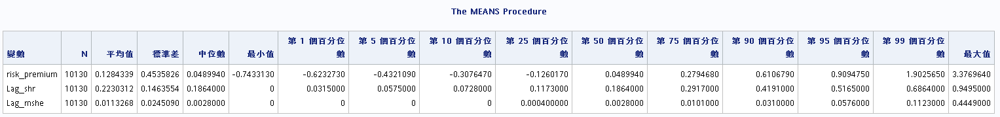 The MEANS Procedure
變數 N 平均值 標準差 中位數 最小值 第 1 個百分位數 第 5 個百分位數 第 10 個百分位數 第 25 個百分位數 第 50 個百分位數 第 75 個百分位數 第 90 個百分位數 第 95 個百分位數 第 99 個百分位數 最大值
risk_premium 10130 0.1284339 0.4535826 0.0489940 -0.7433130 -0.6232730 -0.4321090 -0.3076470 -0.1260170 0.0489940 0.2794680 0.6106790 0.9094750 1.9025650 3.3769640
Lag_shr 10130 0.2230312 0.1463554 0.1864000 0 0.0315000 0.0575000 0.0728000 0.1173000 0.1864000 0.2917000 0.4191000 0.5165000 0.6864000 0.9495000
Lag_mshe 10130 0.0113268 0.0245090 0.0028000 0 0 0 0 0.000400000 0.0028000 0.0101000 0.0310000 0.0576000 0.1123000 0.4449000